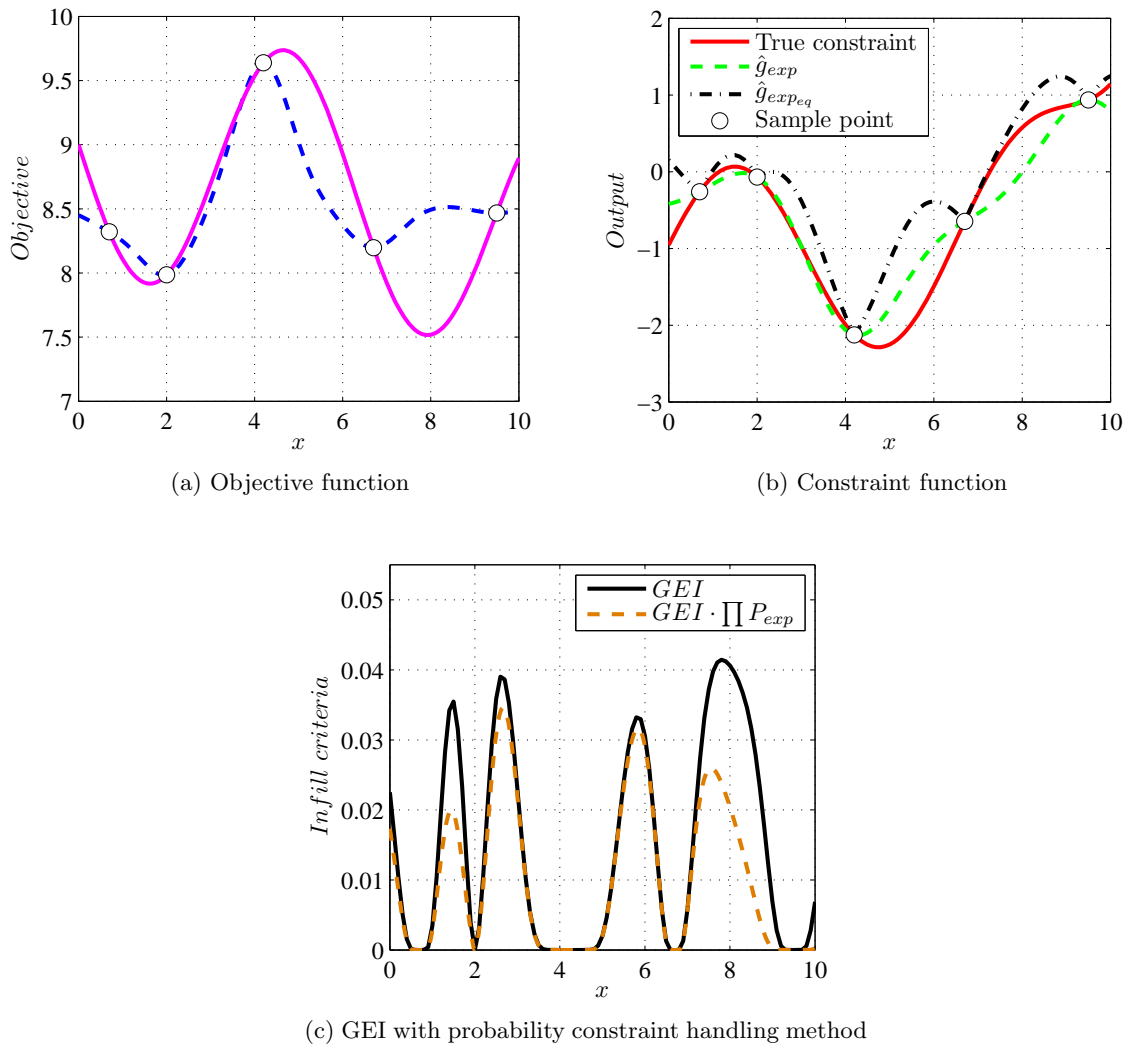 10
9.5
9
8.5
8
7.5
7
0
2
4
6
8
10
Objective
x
(a) Objective function
2
1
0
−1
−2
−3
0
2
4
6
8
10
Output
x
True constraint
ĝ_exp
ĝ_exp_eq
Sample point
(b) Constraint function
0.05
0.04
0.03
0.02
0.01
0
0
2
4
6
8
10
Infill criteria
x
GEI
GEI · ∏ P_exp
(c) GEI with probability constraint handling method